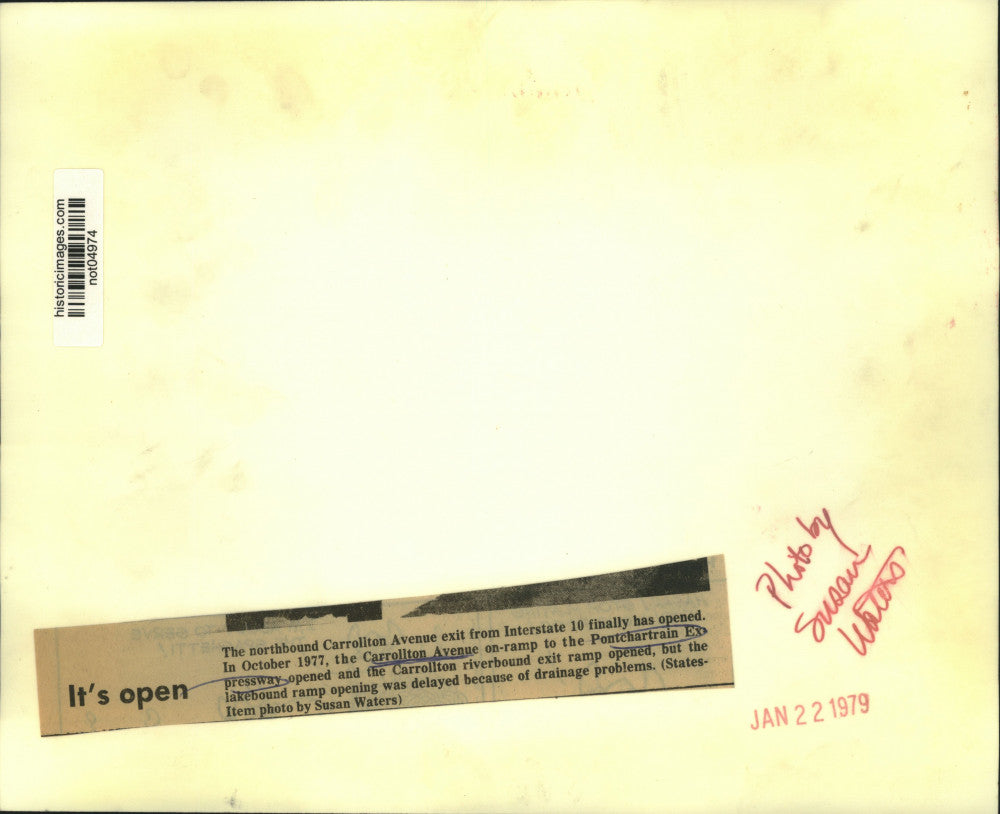 historicimages.com
not04974
Photo by
Susan
Waters
It's open
The northbound Carrollton Avenue exit from Interstate 10 finally has opened.
In October 1977, the Carrollton Avenue on-ramp to the Pontchartrain Ex-
pressway opened and the Carrollton riverbound exit ramp opened, but the
lakebound ramp opening was delayed because of drainage problems. (States-
Item photo by Susan Waters)
JAN 22 1979